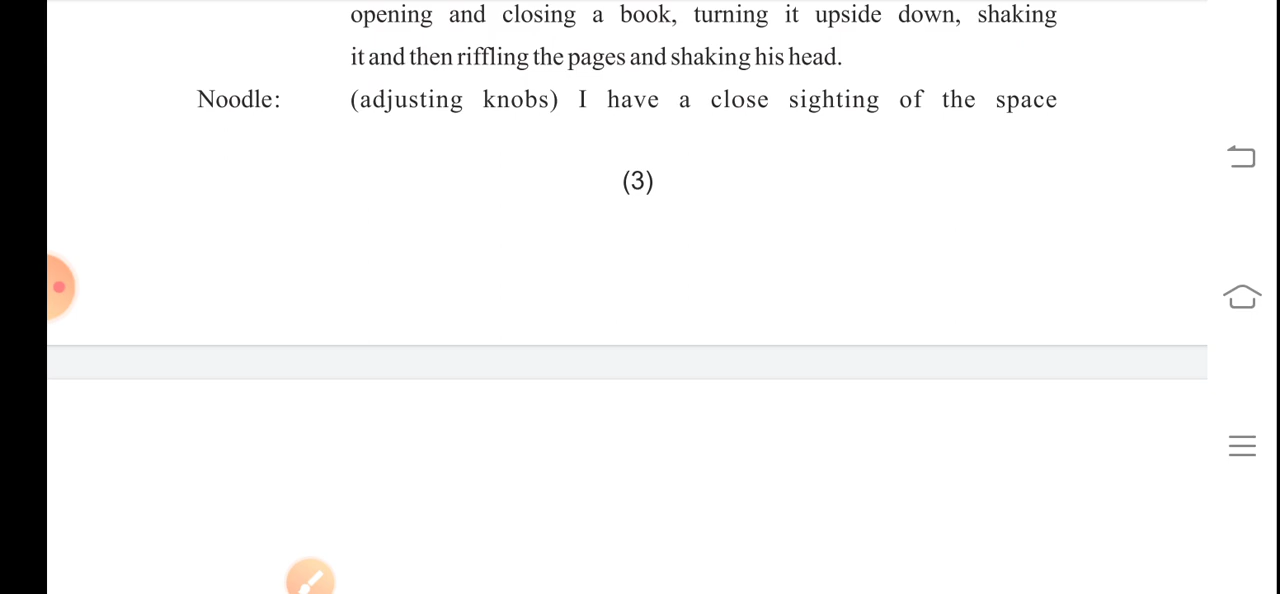 opening and closing a book, turning it upside down, shaking
it and then riffling the pages and shaking his head.
Noodle: (adjusting knobs) I have a close sighting of the space
(3)